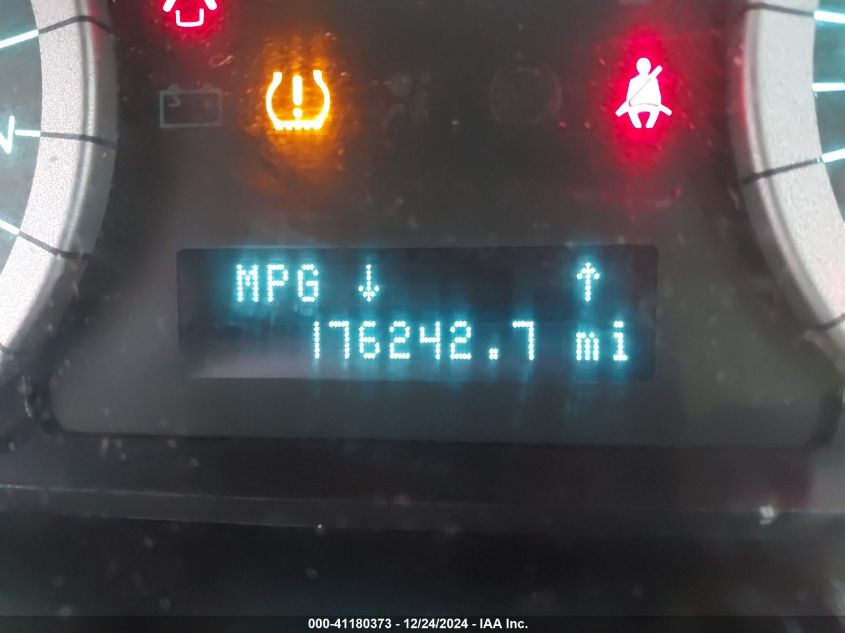 MPG ↓ ↑
176242.7 mi
000-41180373 - 12/24/2024 - IAA Inc.